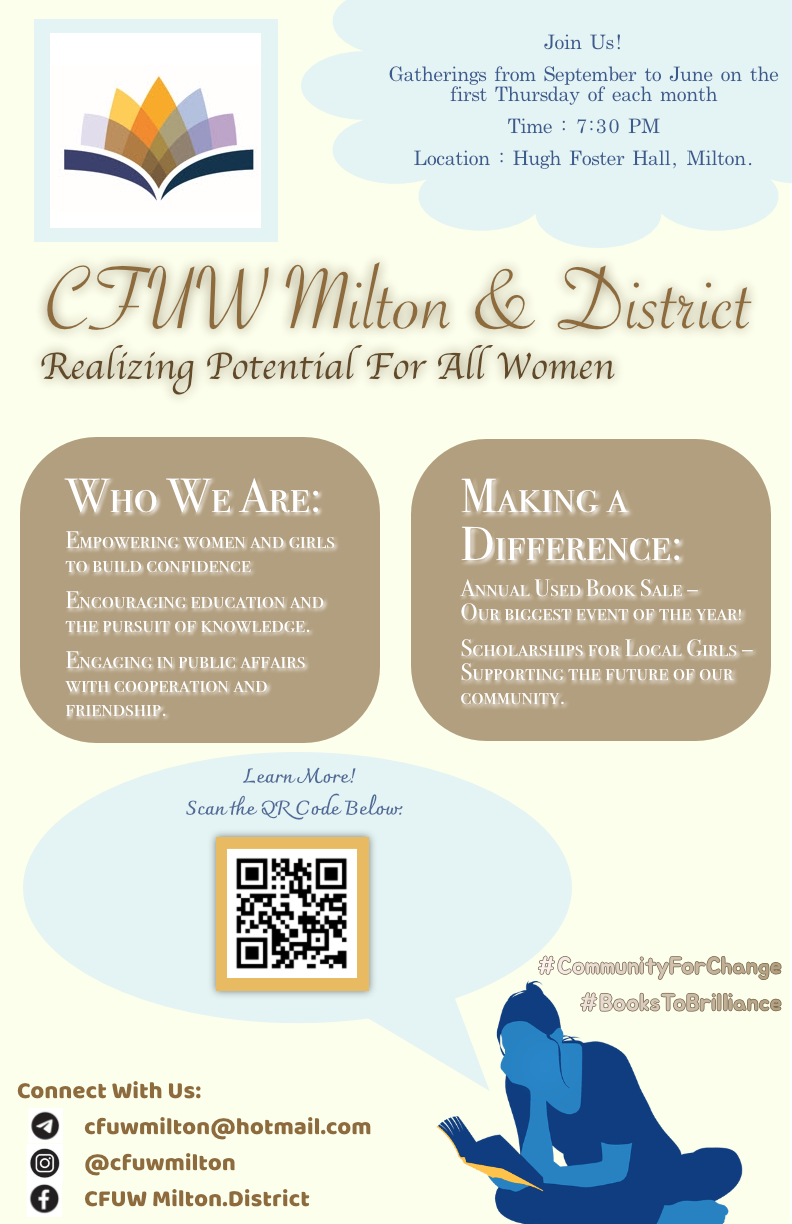 Join Us!
Gatherings from September to June on the
first Thursday of each month
Time : 7:30 PM
Location : Hugh Foster Hall, Milton.
CFUW Milton & District
Realizing Potential For All Women
Who We Are:
Empowering women and girls
to build confidence
Encouraging education and
the pursuit of knowledge.
Engaging in public affairs
with cooperation and
friendship.
Making a
Difference:
Annual Used Book Sale –
Our biggest event of the year!
Scholarships for Local Girls –
Supporting the future of our
community.
Learn More!
Scan the QR Code Below:
#CommunityForChange
#BooksToBrilliance
Connect With Us:
cfuwmilton@hotmail.com
@cfuwmilton
CFUW Milton.District